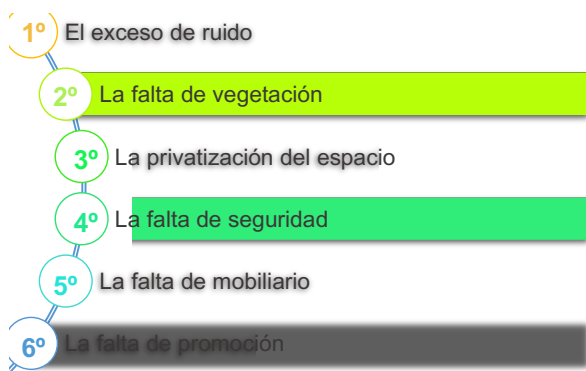 1º El exceso de ruido
2º La falta de vegetación
3º La privatización del espacio
4º La falta de seguridad
5º La falta de mobiliario
6º La falta de promoción